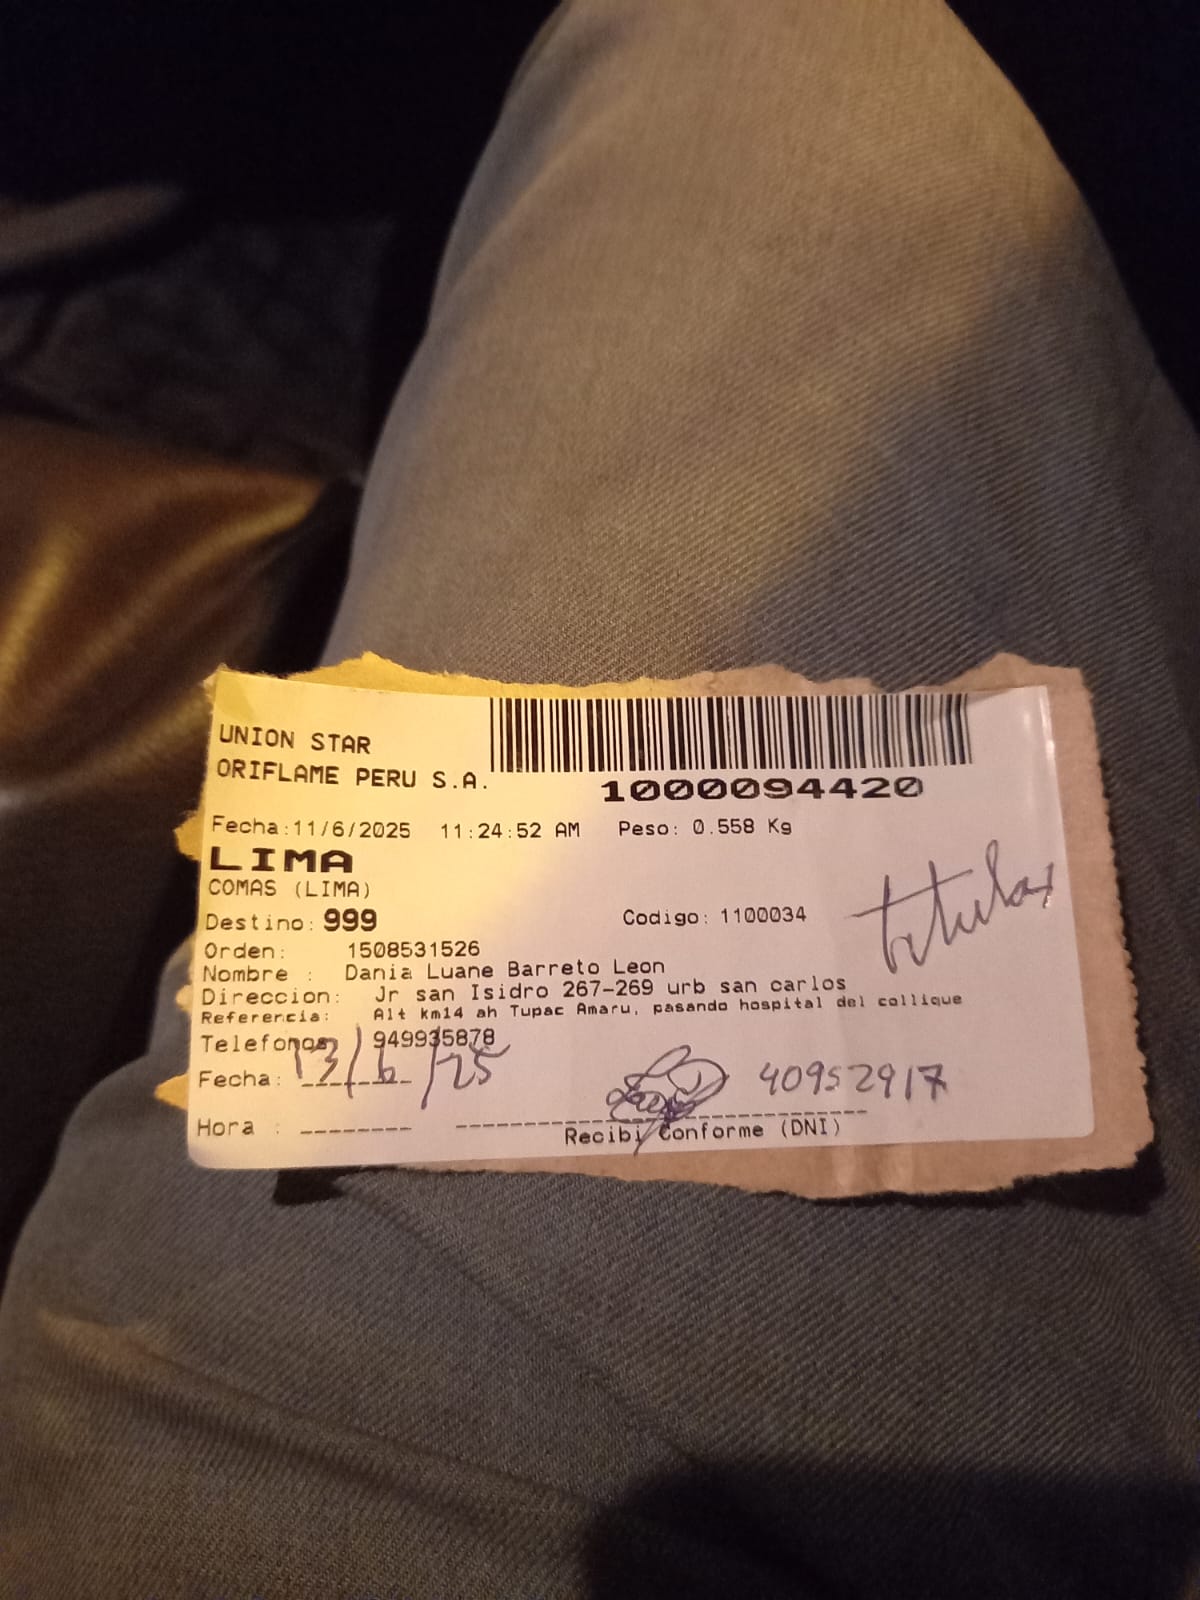 UNION STAR
ORIFLAME PERU S.A.
1000094420
Fecha:11/6/2025 11:24:52 AM Peso: 0.558 Kg
LIMA
COMAS (LIMA)
Destino: 999 Codigo: 1100034
titular
Orden: 1508531526
Nombre : Dania Luane Barreto Leon
Direccion: Jr san Isidro 267-269 urb san carlos
Referencia: Alt km14 ah Tupac Amaru, pasando hospital del collique
Telefonos 949935878
Fecha: 13/6/25 40952917
Hora :
Recibi Conforme (DNI)